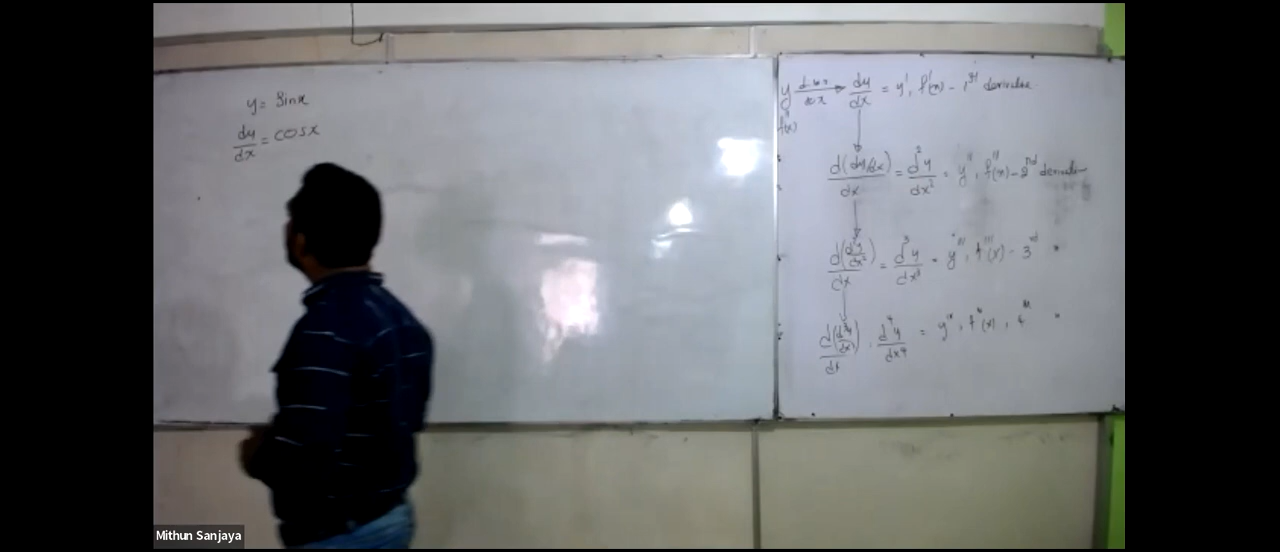 y = Sinx
dy/dx = cosx
y → dy/dx = y', f'(x) - 1st derivative
f(x)
d(dy/dx)/dx = d²y/dx² = y'', f''(x) - 2nd derivative
d(d²y/dx²)/dx = d³y/dx³ = y''', f'''(x) - 3rd "
d(d³y/dx³)/dx = d⁴y/dx⁴ = y , f (x), 4th "
Mithun Sanjaya